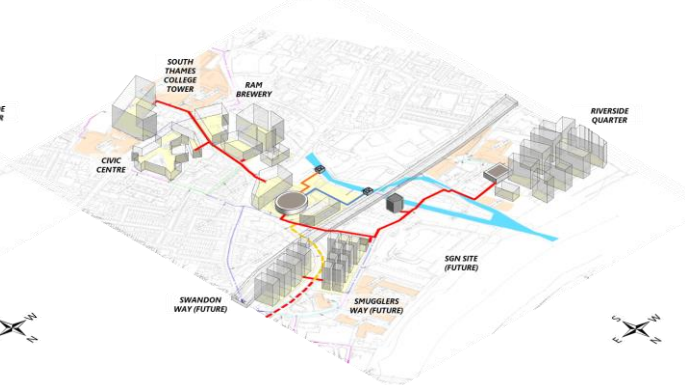 SOUTH
THAMES
COLLEGE
TOWER
RAM
BREWERY
RIVERSIDE
QUARTER
CIVIC
CENTRE
SGN SITE
(FUTURE)
SWANDON
WAY (FUTURE)
SMUGGLERS
WAY (FUTURE)
W
N
S
W
E
N